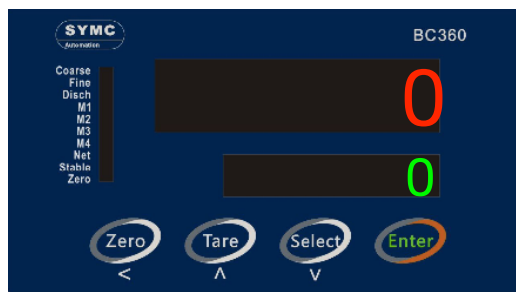 SYMC
Automation
BC360
Coarse
Fine
Disch
M1
M2
M3
M4
Net
Stable
Zero
0
0
Zero
Tare
Select
Enter
< ʌ v